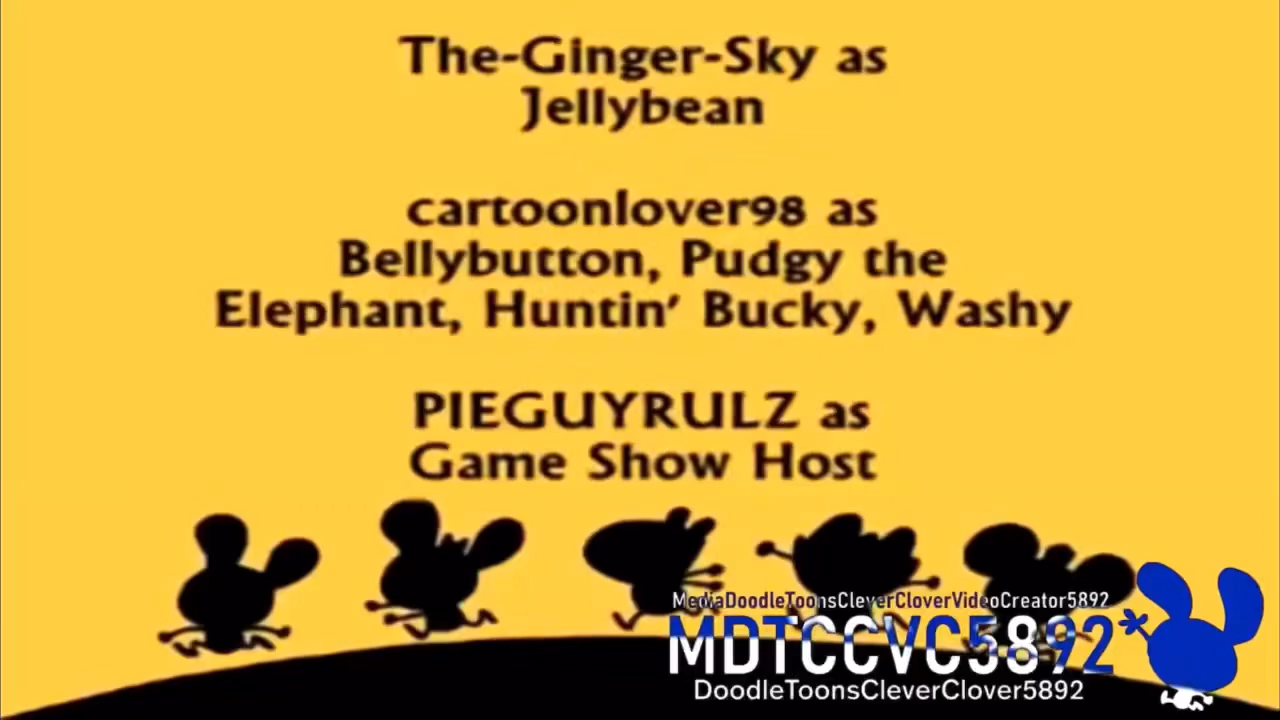 The-Ginger-Sky as
Jellybean
cartoonlover98 as
Bellybutton, Pudgy the
Elephant, Huntin' Bucky, Washy
PIEGUYRULZ as
Game Show Host
MediaDoodleToonsCleverCloverVideoCreator5892
MDTCCVC5892*
DoodleToonsCleverClover5892